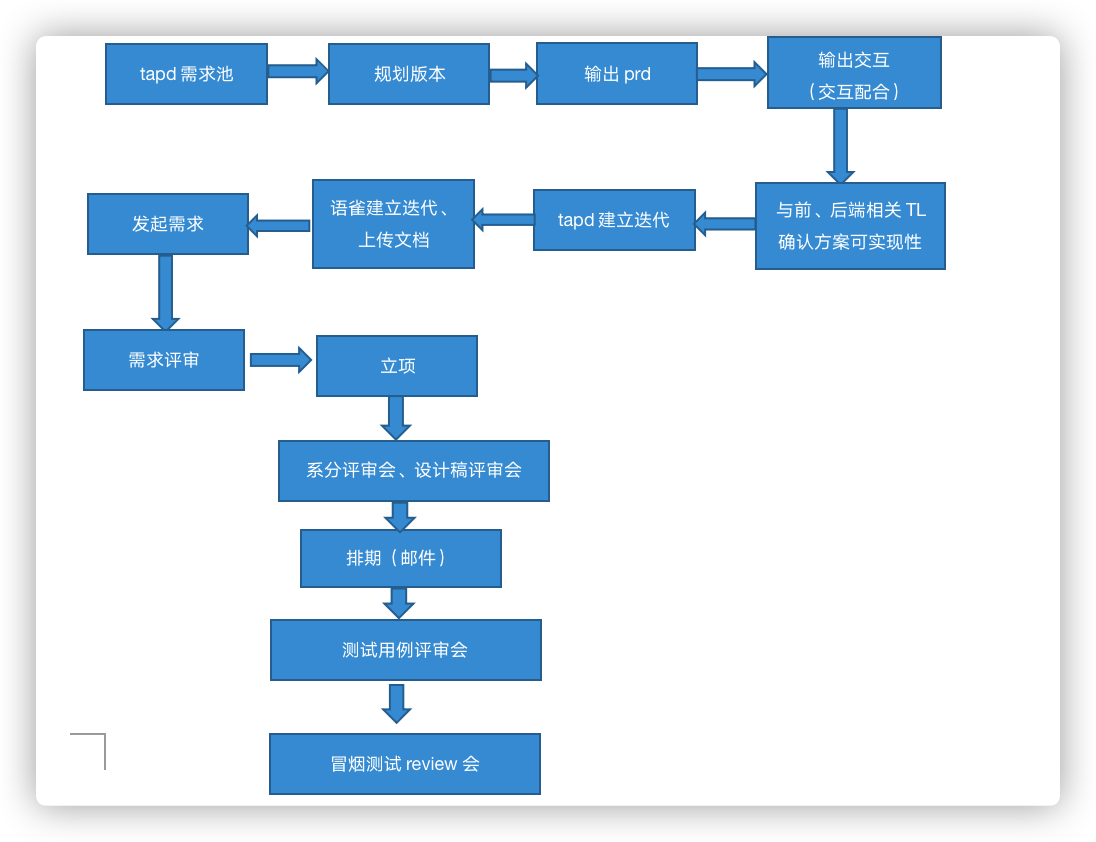 tapd 需求池
规划版本
输出 prd
输出交互
（交互配合）
与前、后端相关 TL
确认方案可实现性
tapd 建立迭代
语雀建立迭代、
上传文档
发起需求
需求评审
立项
系分评审会、设计稿评审会
排期（邮件）
测试用例评审会
冒烟测试 review 会